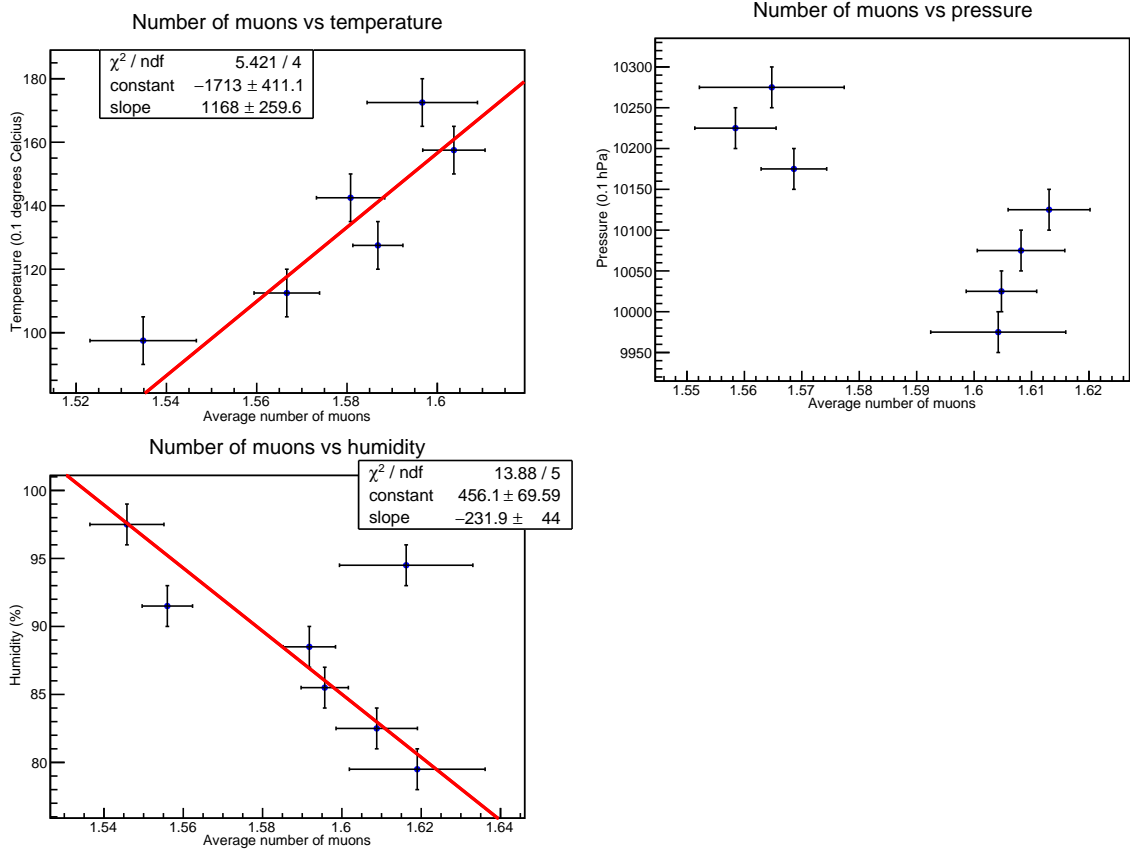 Number of muons vs temperature
χ² / ndf 5.421 / 4
constant −1713 ± 411.1
slope 1168 ± 259.6
Temperature (0.1 degrees Celcius)
180
160
140
120
100
1.52 1.54 1.56 1.58 1.6
Average number of muons
Number of muons vs pressure
Pressure (0.1 hPa)
10300
10250
10200
10150
10100
10050
10000
9950
1.55 1.56 1.57 1.58 1.59 1.6 1.61 1.62
Average number of muons
Number of muons vs humidity
χ² / ndf 13.88 / 5
constant 456.1 ± 69.59
slope −231.9 ± 44
Humidity (%)
100
95
90
85
80
1.54 1.56 1.58 1.6 1.62 1.64
Average number of muons